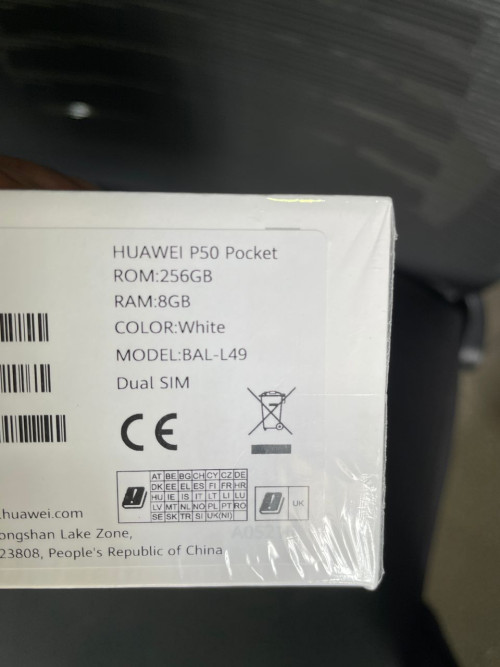 HUAWEI P50 Pocket
ROM:256GB
RAM:8GB
COLOR:White
MODEL:BAL-L49
Dual SIM
CE
AT BE BG CH CY CZ DE
DK EE EL ES FI FR HR
HU IE IS IT LT LI LU
LV MT NL NO PL PT RO
SE SK TR SI UK(NI)
UK
.huawei.com
ongshan Lake Zone,
23808, People's Republic of China